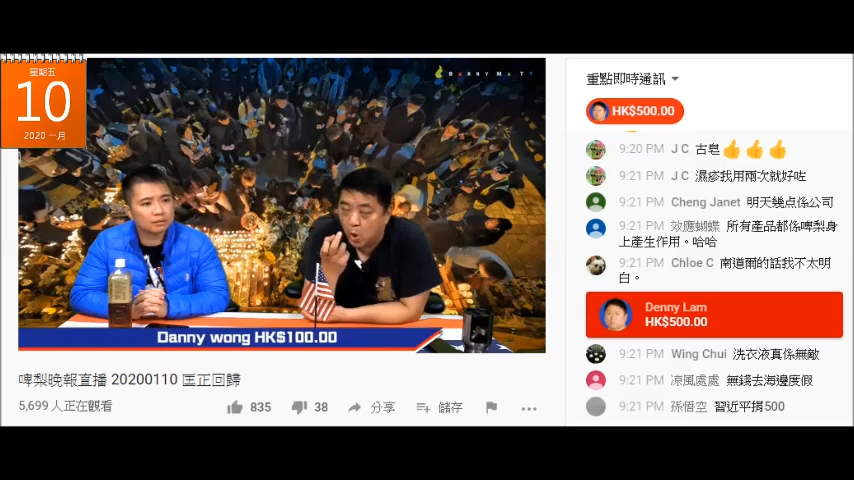 星期五
10
2020 一月
BARRY MA TY
Danny wong HK$100.00
啤梨晚報直播 20200110 匡正回歸
5,699 人正在觀看
835
38
分享
儲存
重點即時通訊
HK$500.00
9:20 PM J C 古皂👍👍👍
9:21 PM J C 濕疹我用兩次就好咗
9:21 PM Cheng Janet 明天幾点係公司
9:21 PM 效應蝴蝶 所有產品都係啤梨身
上產生作用。哈哈
9:21 PM Chloe C 南道爾的話我不太明
白。
Denny Lam
HK$500.00
9:21 PM Wing Chui 洗衣液真係無敵
9:21 PM 凉風處處 無錢去海邊度假
9:21 PM 孫悟空 習近平捐500